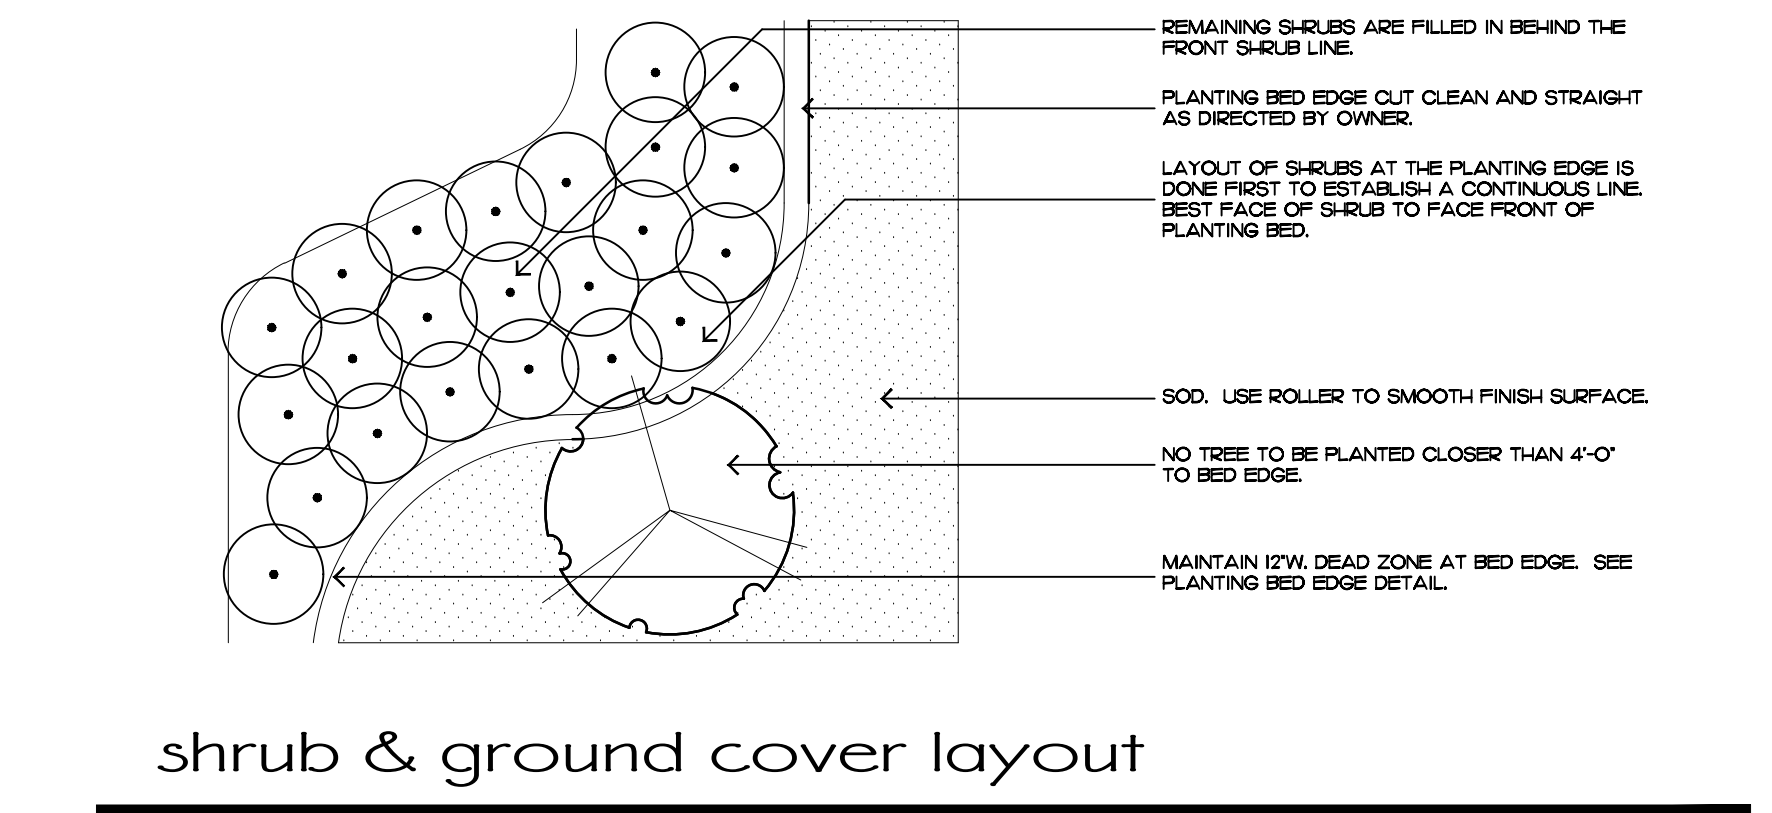 REMAINING SHRUBS ARE FILLED IN BEHIND THE
FRONT SHRUB LINE.
PLANTING BED EDGE CUT CLEAN AND STRAIGHT
AS DIRECTED BY OWNER.
LAYOUT OF SHRUBS AT THE PLANTING EDGE IS
DONE FIRST TO ESTABLISH A CONTINUOUS LINE.
BEST FACE OF SHRUB TO FACE FRONT OF
PLANTING BED.
SOD. USE ROLLER TO SMOOTH FINISH SURFACE.
NO TREE TO BE PLANTED CLOSER THAN 4'-0"
TO BED EDGE.
MAINTAIN 12"W. DEAD ZONE AT BED EDGE. SEE
PLANTING BED EDGE DETAIL.
shrub & ground cover layout